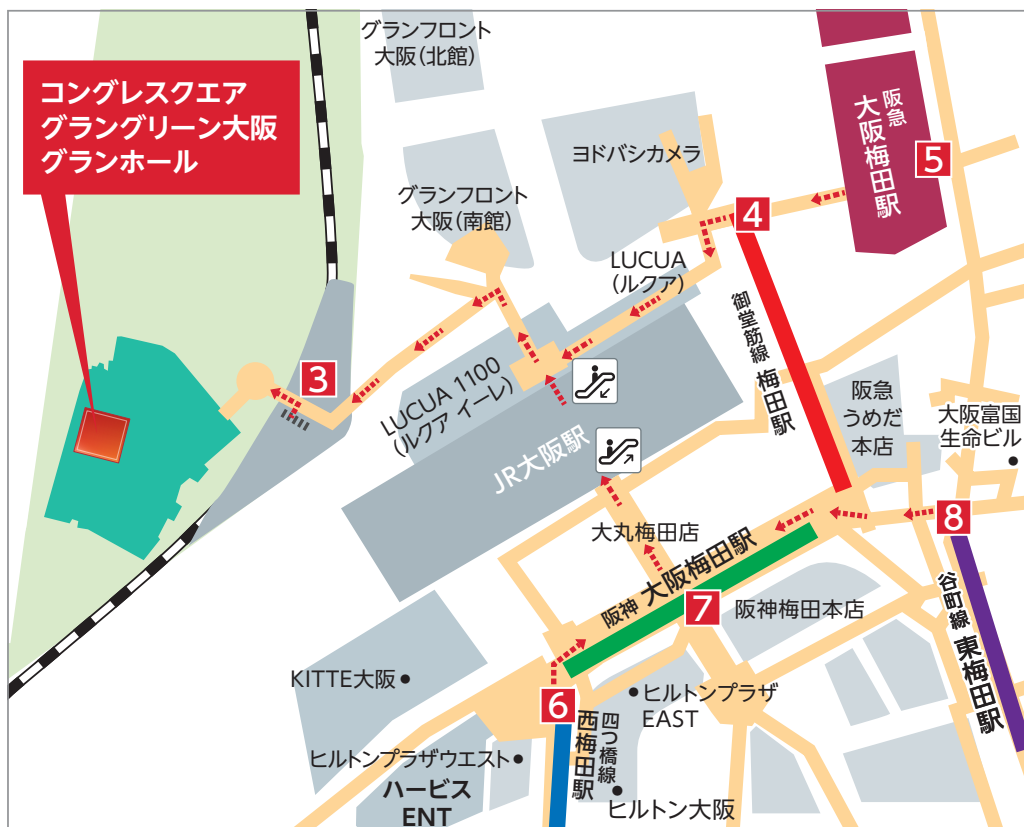 グランフロント
大阪(北館)
コングレスクエア
グラングリーン大阪
グランホール
阪急
大阪梅田駅
5
ヨドバシカメラ
グランフロント
大阪(南館)
4
LUCUA
(ルクア)
御堂筋線 梅田駅
3
LUCUA 1100
(ルクア イーレ)
JR大阪駅
阪急
うめだ
本店
大阪富国
生命ビル
大丸梅田店
8
阪神 大阪梅田駅
7
阪神梅田本店
谷町線 東梅田駅
KITTE大阪
6
ヒルトンプラザ
EAST
四つ橋線
西梅田駅
ヒルトンプラザウエスト
ハービス
ENT
ヒルトン大阪